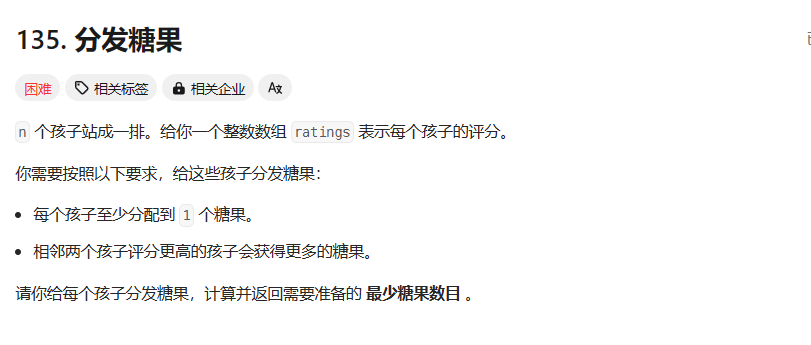 135. 分发糖果
困难 相关标签 相关企业 A文
n 个孩子站成一排。给你一个整数数组 ratings 表示每个孩子的评分。
你需要按照以下要求，给这些孩子分发糖果：
• 每个孩子至少分配到 1 个糖果。
• 相邻两个孩子评分更高的孩子会获得更多的糖果。
请你给每个孩子分发糖果，计算并返回需要准备的 最少糖果数目 。